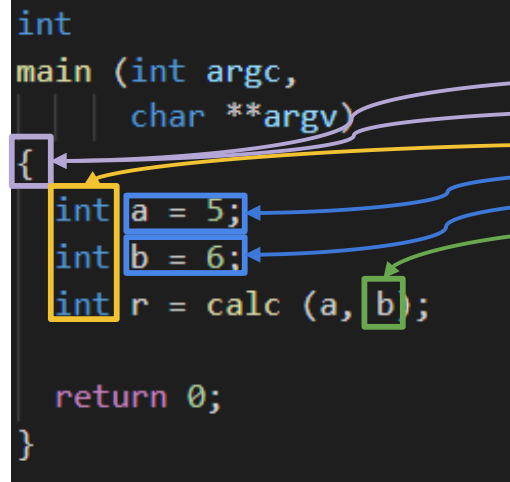 int
main (int argc,
char **argv)
{
int a = 5;
int b = 6;
int r = calc (a, b);
return 0;
}